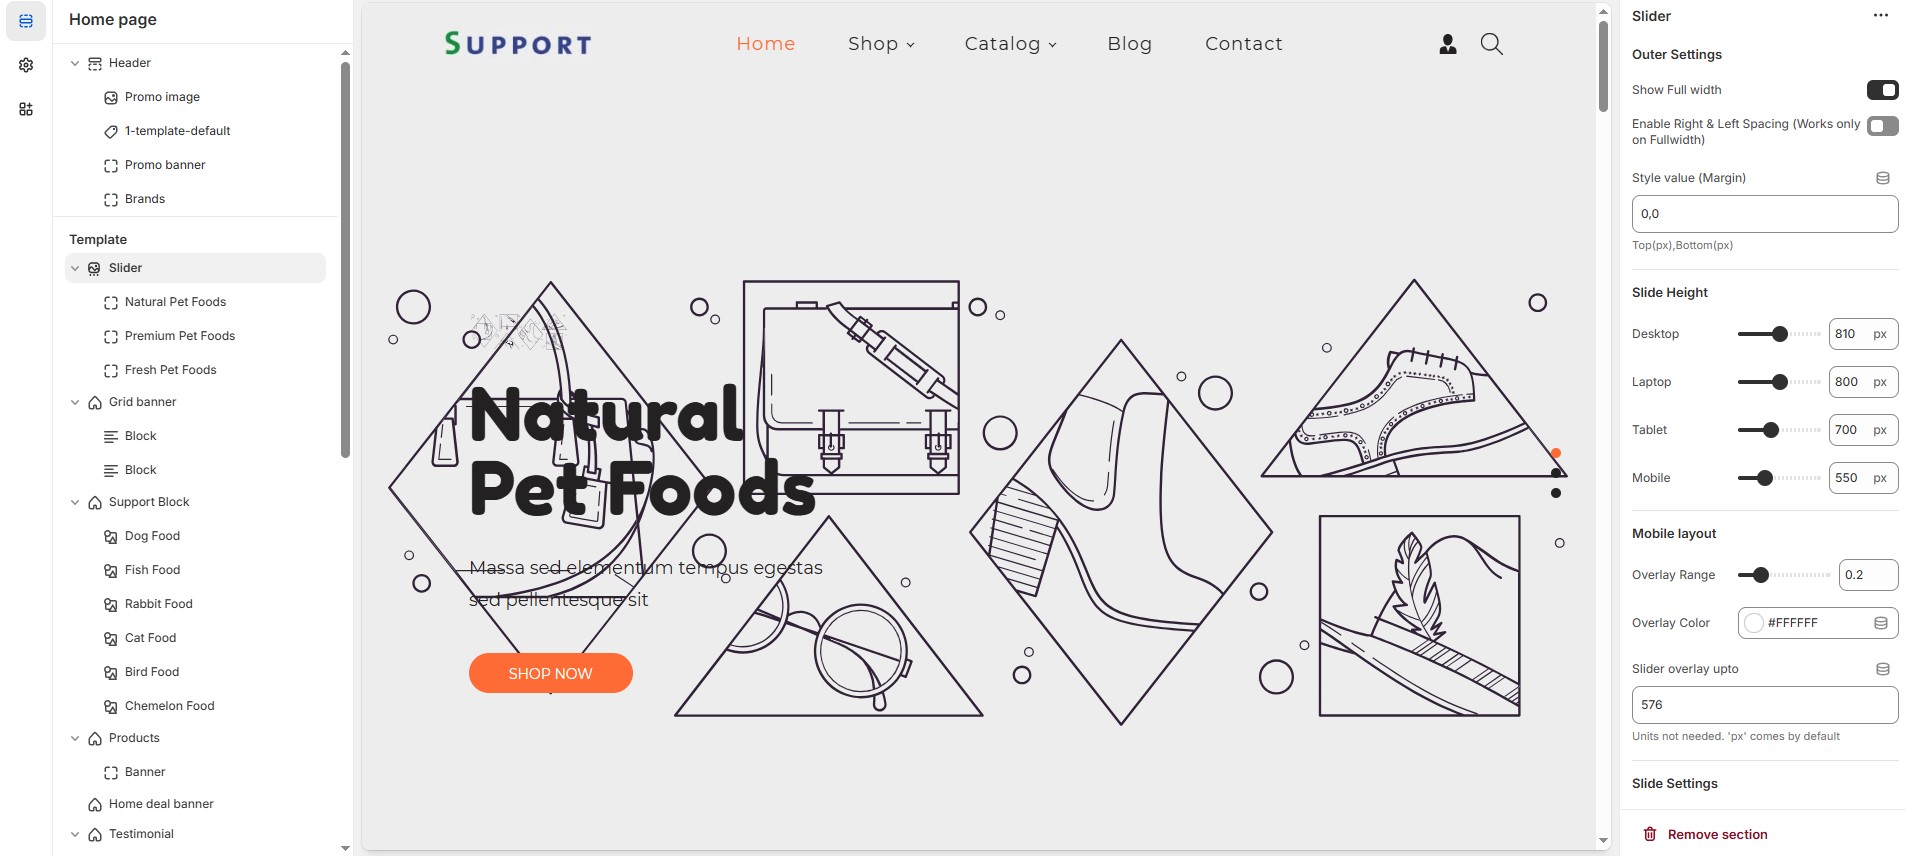 Home page
Header
Promo image
1-template-default
Promo banner
Brands
Template
Slider
Natural Pet Foods
Premium Pet Foods
Fresh Pet Foods
Grid banner
Block
Block
Support Block
Dog Food
Fish Food
Rabbit Food
Cat Food
Bird Food
Chemelon Food
Products
Banner
Home deal banner
Testimonial
SUPPORT
Home
Shop
Catalog
Blog
Contact
Natural
Pet Foods
Massa sed elementum tempus egestas
sed pellentesque sit
SHOP NOW
Slider
Outer Settings
Show Full width
Enable Right & Left Spacing (Works only
on Fullwidth)
Style value (Margin)
0,0
Top(px),Bottom(px)
Slide Height
Desktop 810 px
Laptop 800 px
Tablet 700 px
Mobile 550 px
Mobile layout
Overlay Range 0.2
Overlay Color #FFFFFF
Slider overlay upto
576
Units not needed. 'px' comes by default
Slide Settings
Remove section